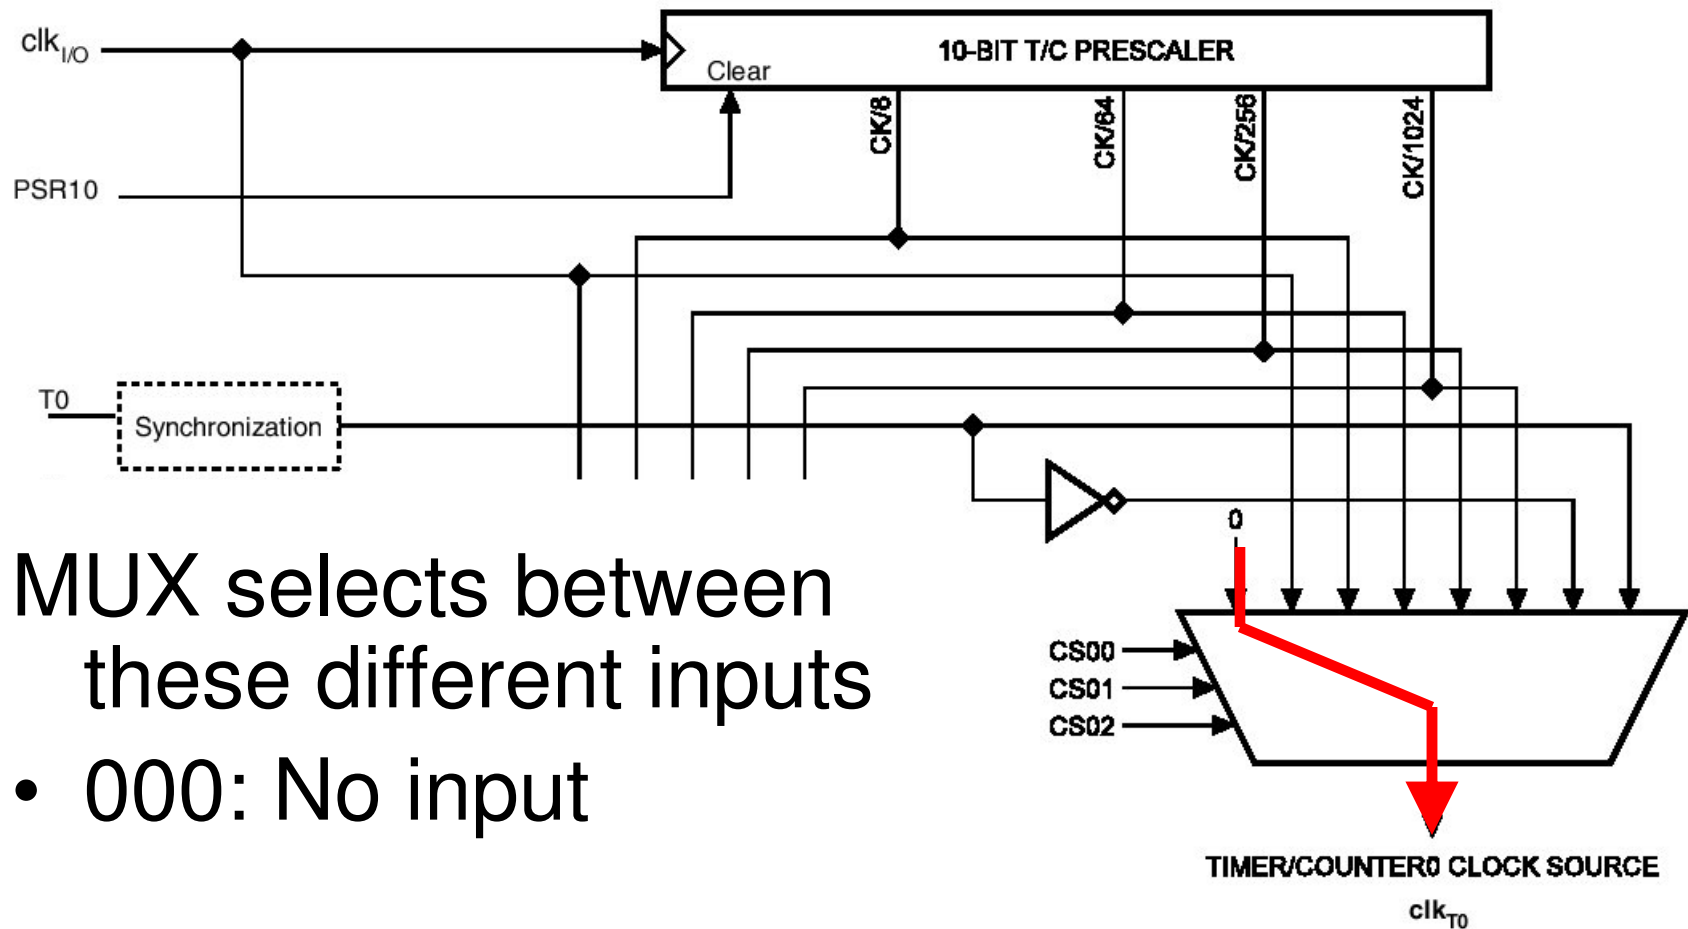 clkI/O
10-BIT T/C PRESCALER
Clear
CK/8
CK/64
CK/256
CK/1024
PSR10
T0
Synchronization
0
MUX selects between
these different inputs
• 000: No input
CS00
CS01
CS02
TIMER/COUNTER0 CLOCK SOURCE
clkT0